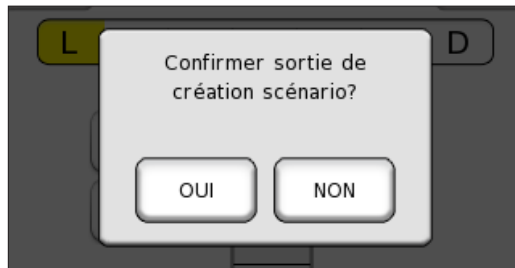 L
D
Confirmer sortie de
création scénario?
OUI
NON